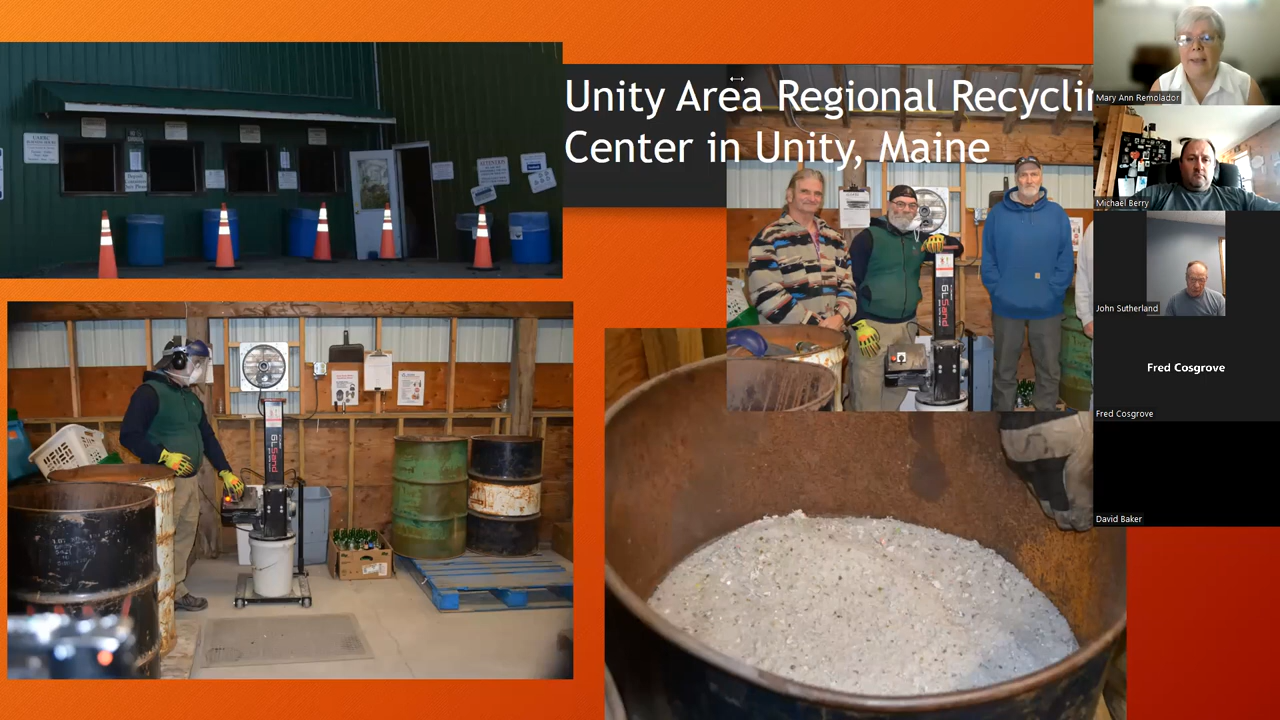 Unity Area Regional Recyclin
Center in Unity, Maine
GLSand
GLSand
Mary Ann Remolador
Michael Berry
John Sutherland
Fred Cosgrove
Fred Cosgrove
David Baker